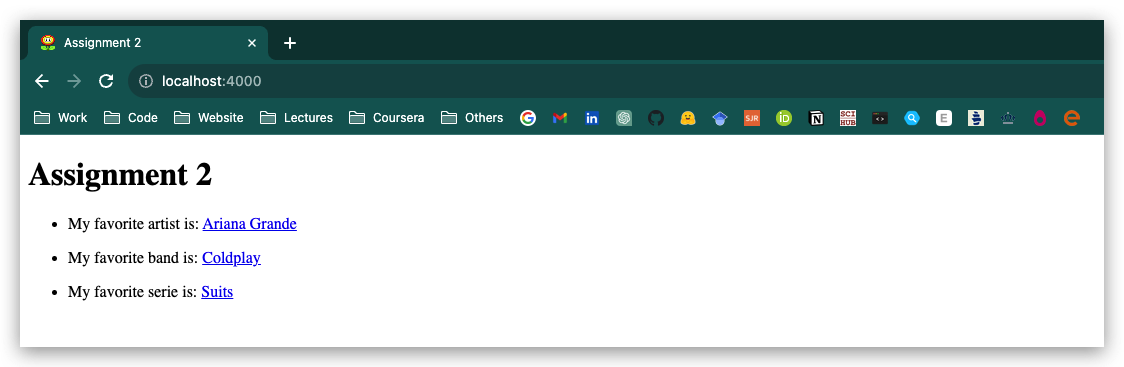 Assignment 2
localhost:4000
Work Code Website Lectures Coursera Others G in SJR iD N SCI HUB E e
Assignment 2
• My favorite artist is: Ariana Grande
• My favorite band is: Coldplay
• My favorite serie is: Suits